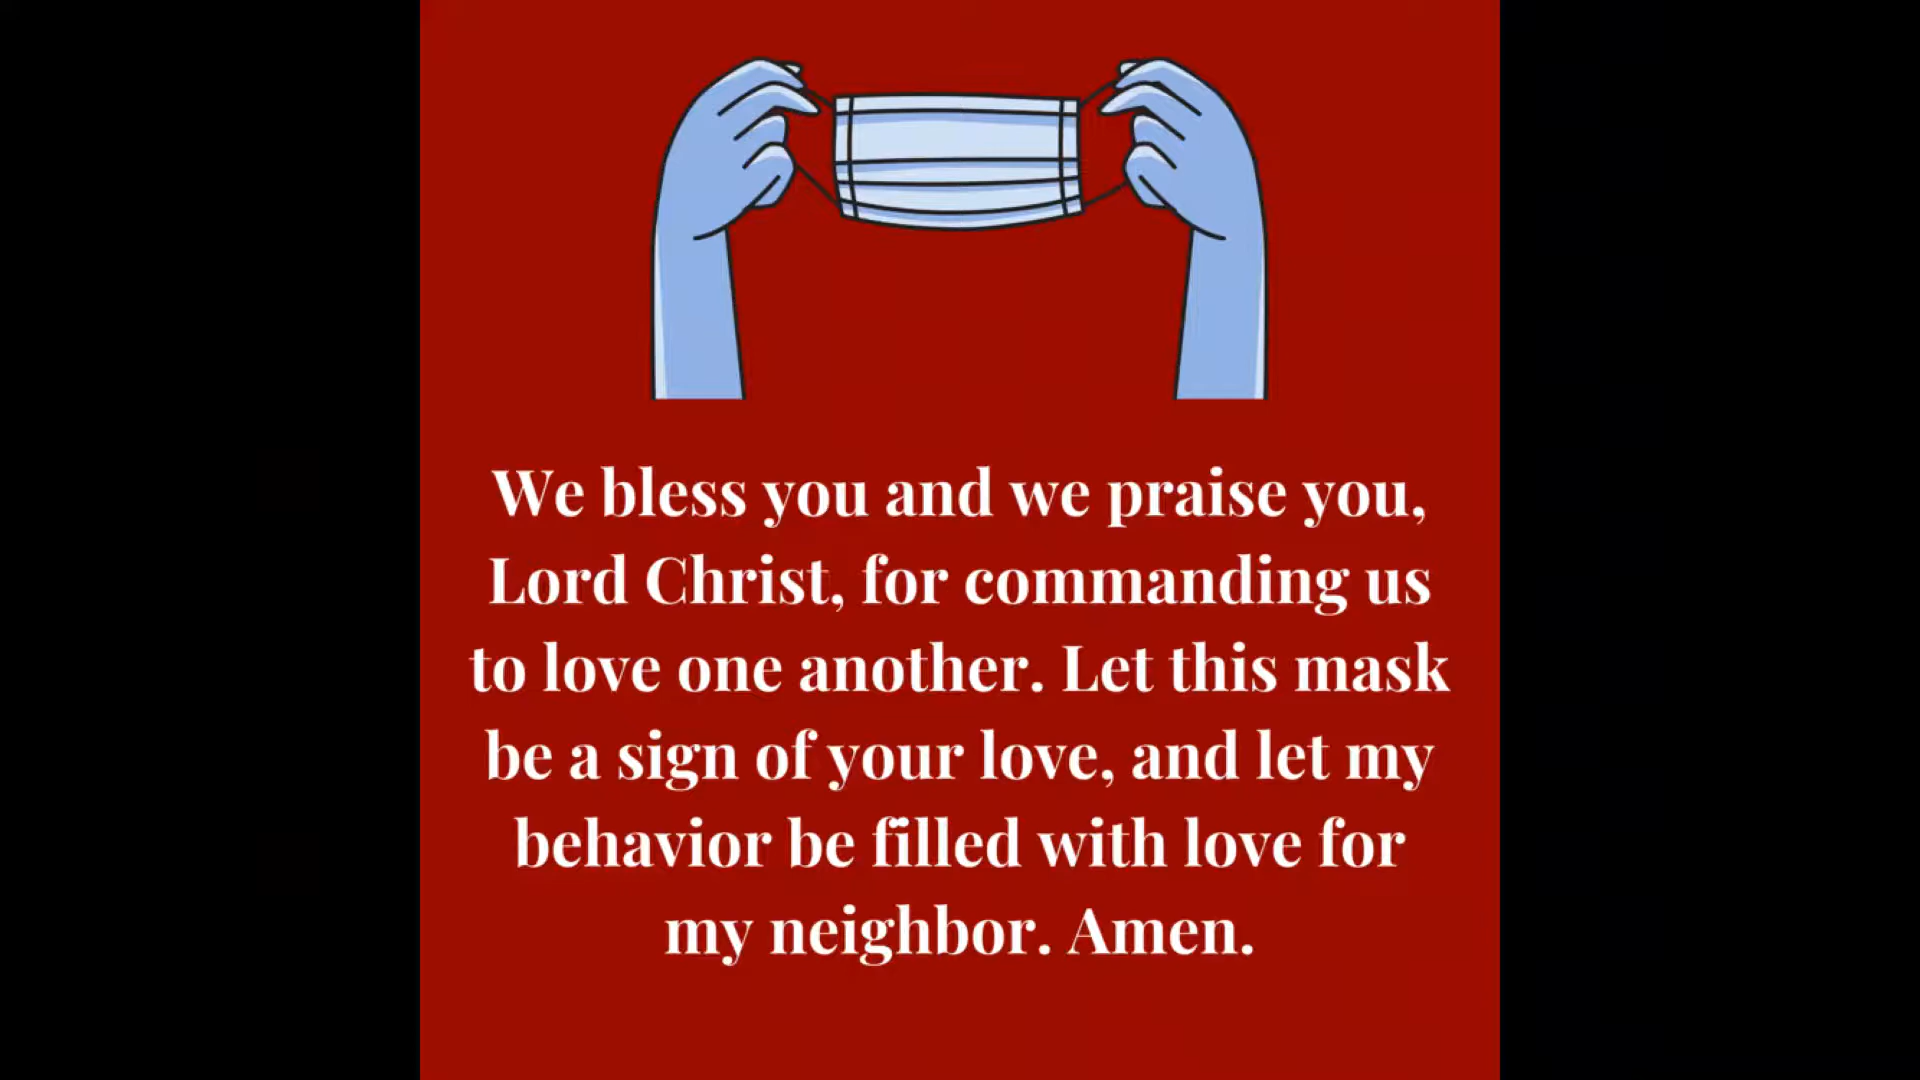 We bless you and we praise you,
Lord Christ, for commanding us
to love one another. Let this mask
be a sign of your love, and let my
behavior be filled with love for
my neighbor. Amen.